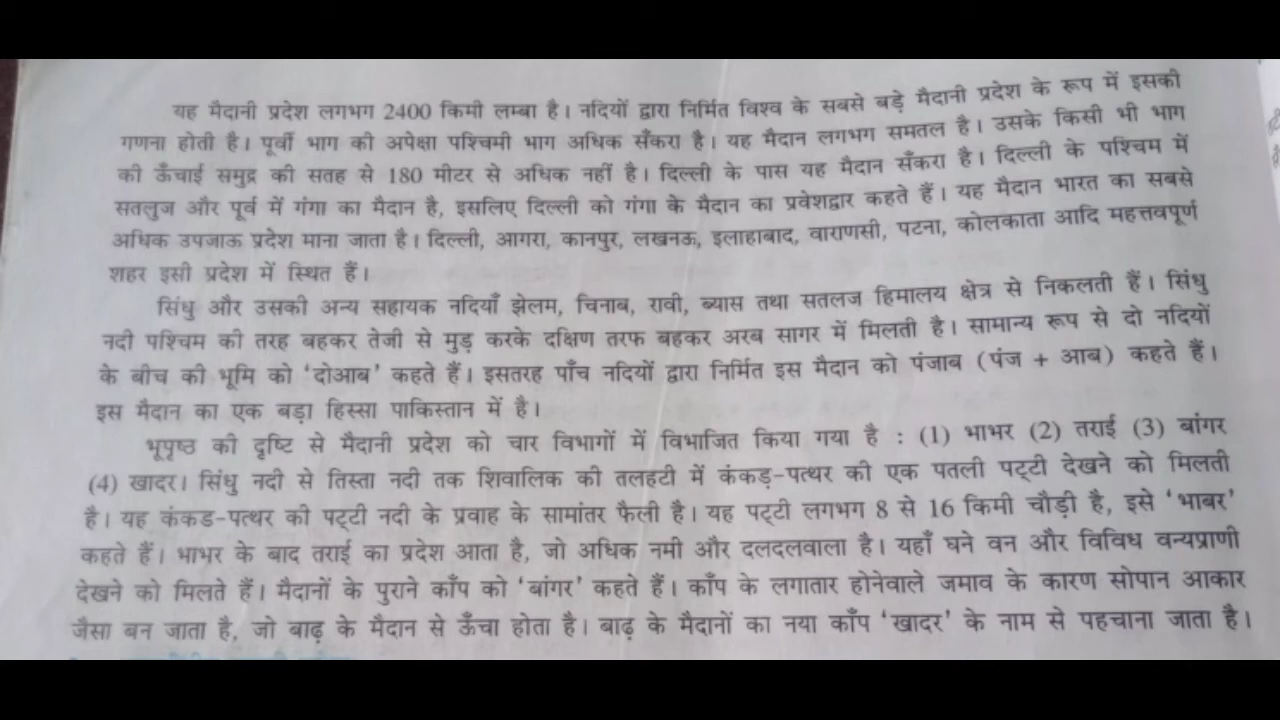 यह मैदानी प्रदेश लगभग 2400 किमी लम्बा है। नदियों द्वारा निर्मित विश्व के सबसे बड़े मैदानी प्रदेश के रूप में इसकी
गणना होती है। पूर्वी भाग की अपेक्षा पश्चिमी भाग अधिक सँकरा है। यह मैदान लगभग समतल है। उसके किसी भी भाग
की ऊँचाई समुद्र की सतह से 180 मीटर से अधिक नहीं है। दिल्ली के पास यह मैदान सँकरा है। दिल्ली के पश्चिम में
सतलुज और पूर्व में गंगा का मैदान है, इसलिए दिल्ली को गंगा के मैदान का प्रवेशद्वार कहते हैं। यह मैदान भारत का सबसे
अधिक उपजाऊ प्रदेश माना जाता है। दिल्ली, आगरा, कानपुर, लखनऊ, इलाहाबाद, वाराणसी, पटना, कोलकाता आदि महत्तवपूर्ण
शहर इसी प्रदेश में स्थित हैं।
सिंधु और उसकी अन्य सहायक नदियाँ झेलम, चिनाब, रावी, ब्यास तथा सतलज हिमालय क्षेत्र से निकलती हैं। सिंधु
नदी पश्चिम की तरह बहकर तेजी से मुड़ करके दक्षिण तरफ बहकर अरब सागर में मिलती है। सामान्य रूप से दो नदियों
के बीच की भूमि को 'दोआब' कहते हैं। इसतरह पाँच नदियों द्वारा निर्मित इस मैदान को पंजाब (पंज + आब) कहते हैं।
इस मैदान का एक बड़ा हिस्सा पाकिस्तान में है।
भूपृष्ठ की दृष्टि से मैदानी प्रदेश को चार विभागों में विभाजित किया गया है : (1) भाभर (2) तराई (3) बांगर
(4) खादर। सिंधु नदी से तिस्ता नदी तक शिवालिक की तलहटी में कंकड़-पत्थर की एक पतली पट्टी देखने को मिलती
है। यह कंकड-पत्थर की पट्टी नदी के प्रवाह के सामांतर फैली है। यह पट्टी लगभग 8 से 16 किमी चौड़ी है, इसे 'भाबर'
कहते हैं। भाभर के बाद तराई का प्रदेश आता है, जो अधिक नमी और दलदलवाला है। यहाँ घने वन और विविध वन्यप्राणी
देखने को मिलते हैं। मैदानों के पुराने काँप को 'बांगर' कहते हैं। काँप के लगातार होनेवाले जमाव के कारण सोपान आकार
जैसा बन जाता है, जो बाढ़ के मैदान से ऊँचा होता है। बाढ़ के मैदानों का नया काँप 'खादर' के नाम से पहचाना जाता है।